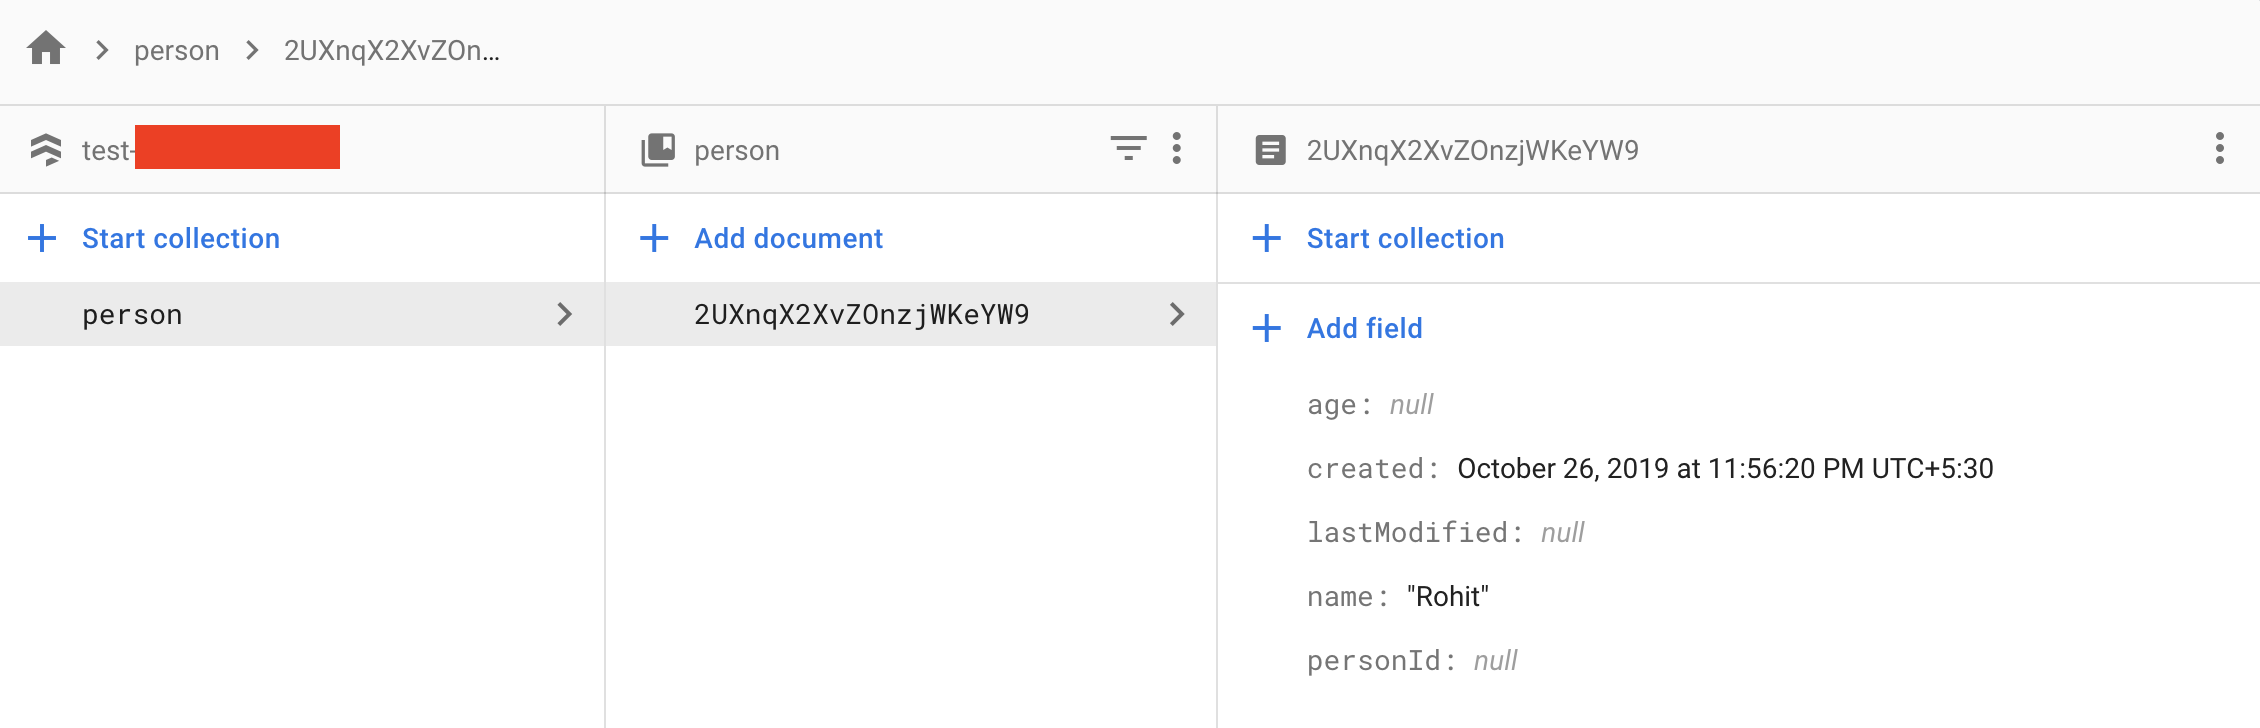 person 2UXnqX2XvZOn...
test-
person
2UXnqX2XvZOnzjWKeYW9
Start collection
Add document
Start collection
person
2UXnqX2XvZOnzjWKeYW9
Add field
age: null
created: October 26, 2019 at 11:56:20 PM UTC+5:30
lastModified: null
name: "Rohit"
personId: null